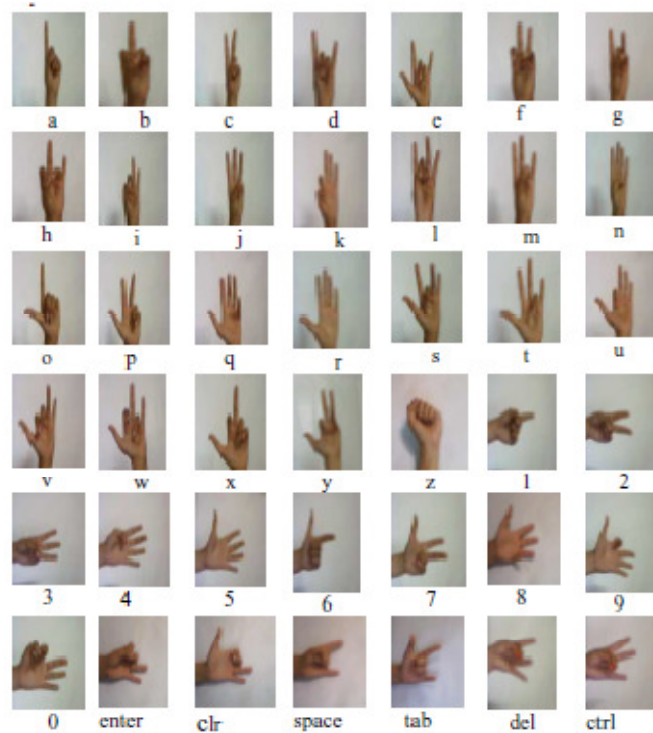 a b c d e f g
h i j k l m n
o p q r s t u
v w x y z 1 2
3 4 5 6 7 8 9
0 enter clr space tab del ctrl